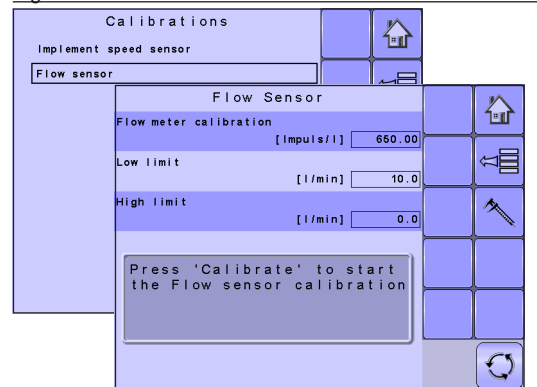 Calibrations
Implement speed sensor
Flow sensor
Flow Sensor
Flow meter calibration
[Impuls/l] 650.00
Low limit
[l/min] 10.0
High limit
[l/min] 0.0
Press 'Calibrate' to start
the Flow sensor calibration